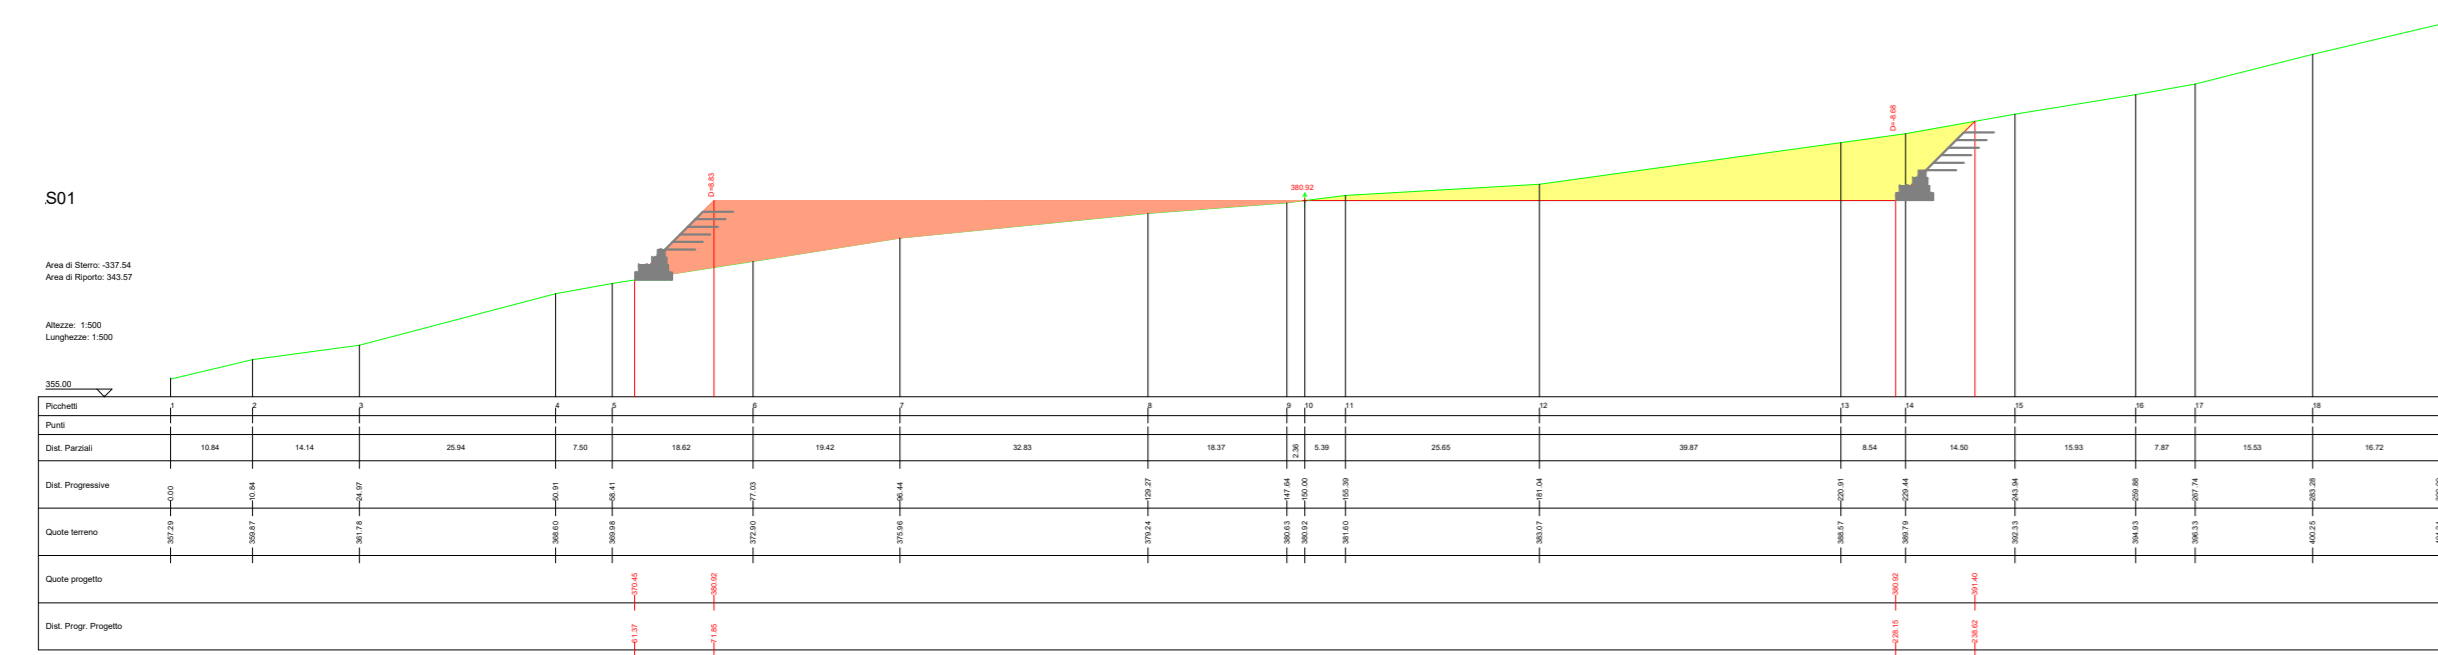 D=-8.68
D=8.83
380.92
S01
Area di Sterro: -337.54
Area di Riporto: 343.57
Altezze: 1:500
Lunghezze: 1:500
355.00
Picchetti 1 2 3 4 5 6 7 8 9 10 11 12 13 14 15 16 17 18
Punti
Dist. Parziali 10.84 14.14 25.94 7.50 18.62 19.42 32.83 18.37 2.36 5.39 25.65 39.87 8.54 14.50 15.93 7.87 15.53 16.72
Dist. Progressive 0.00 10.84 24.97 50.91 58.41 77.03 96.44 129.27 147.64 150.00 155.39 181.04 220.91 229.44 243.94 259.88 267.74 283.28
Quote terreno 357.29 359.87 361.78 368.60 369.98 372.90 375.96 379.24 380.63 380.92 381.60 383.07 388.57 389.79 392.33 394.93 396.33 400.25
Quote progetto 370.45 380.92 380.92 391.40
Dist. Progr. Progetto 61.37 71.85 228.15 238.62